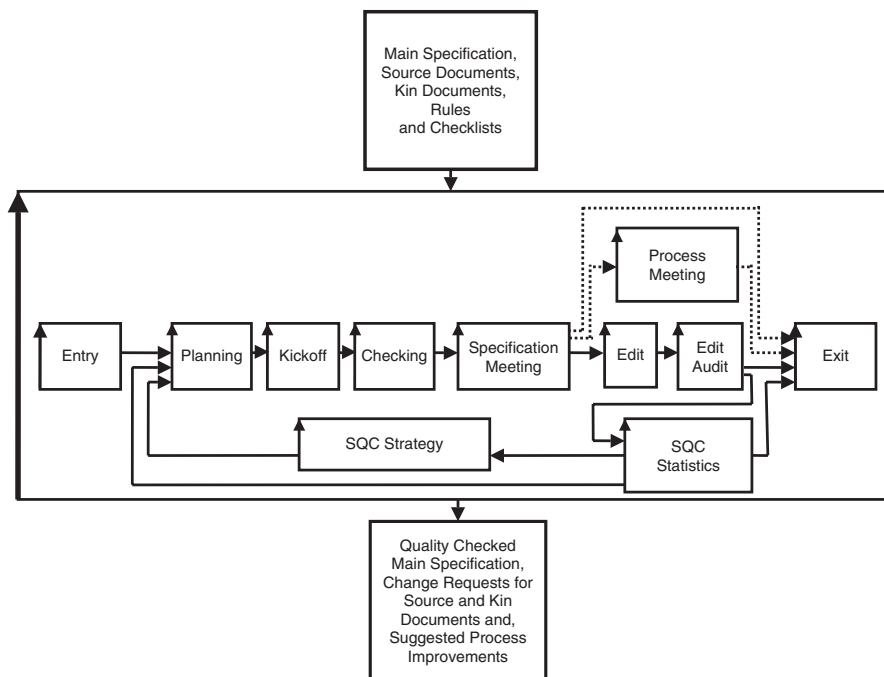 Main Specification,
Source Documents,
Kin Documents,
Rules
and Checklists
Process
Meeting
Entry
Planning
Kickoff
Checking
Specification
Meeting
Edit
Edit
Audit
Exit
SQC Strategy
SQC
Statistics
Quality Checked
Main Specification,
Change Requests for
Source and Kin
Documents and,
Suggested Process
Improvements